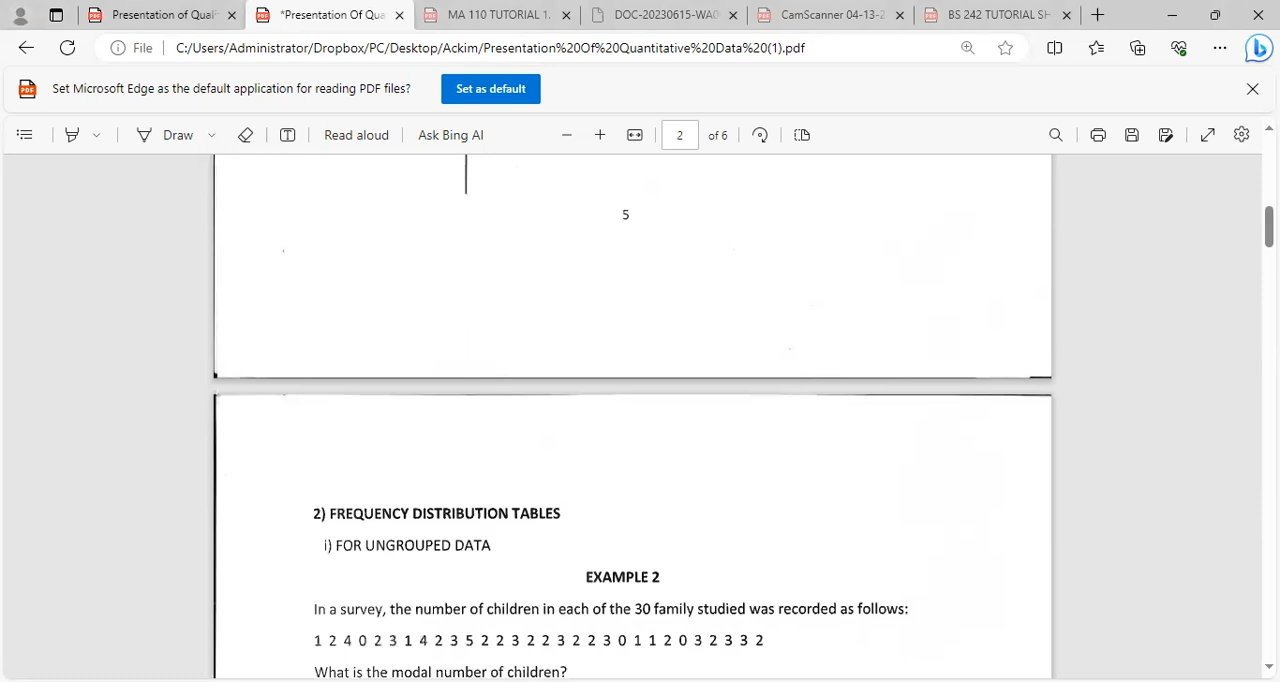 Presentation of Qual
*Presentation Of Qua
MA 110 TUTORIAL 1.
DOC-20230615-WA0
CamScanner 04-13-2
BS 242 TUTORIAL SH
File
C:/Users/Administrator/Dropbox/PC/Desktop/Ackim/Presentation%20Of%20Quantitative%20Data%20(1).pdf
Set Microsoft Edge as the default application for reading PDF files?
Set as default
Draw
Read aloud
Ask Bing AI
2 of 6
5
2) FREQUENCY DISTRIBUTION TABLES
i) FOR UNGROUPED DATA
EXAMPLE 2
In a survey, the number of children in each of the 30 family studied was recorded as follows:
1 2 4 0 2 3 1 4 2 3 5 2 2 3 2 2 3 2 2 3 0 1 1 2 0 3 2 3 3 2
What is the modal number of children?